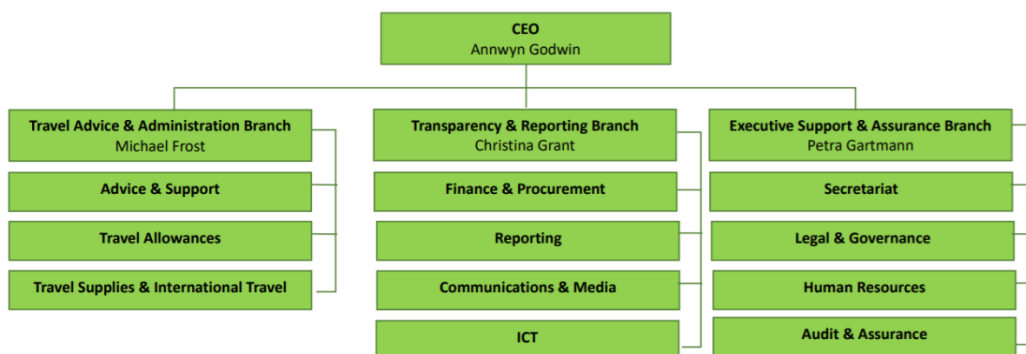 CEO
Annwyn Godwin
Travel Advice & Administration Branch
Michael Frost
Advice & Support
Travel Allowances
Travel Supplies & International Travel
Transparency & Reporting Branch
Christina Grant
Finance & Procurement
Reporting
Communications & Media
ICT
Executive Support & Assurance Branch
Petra Gartmann
Secretariat
Legal & Governance
Human Resources
Audit & Assurance